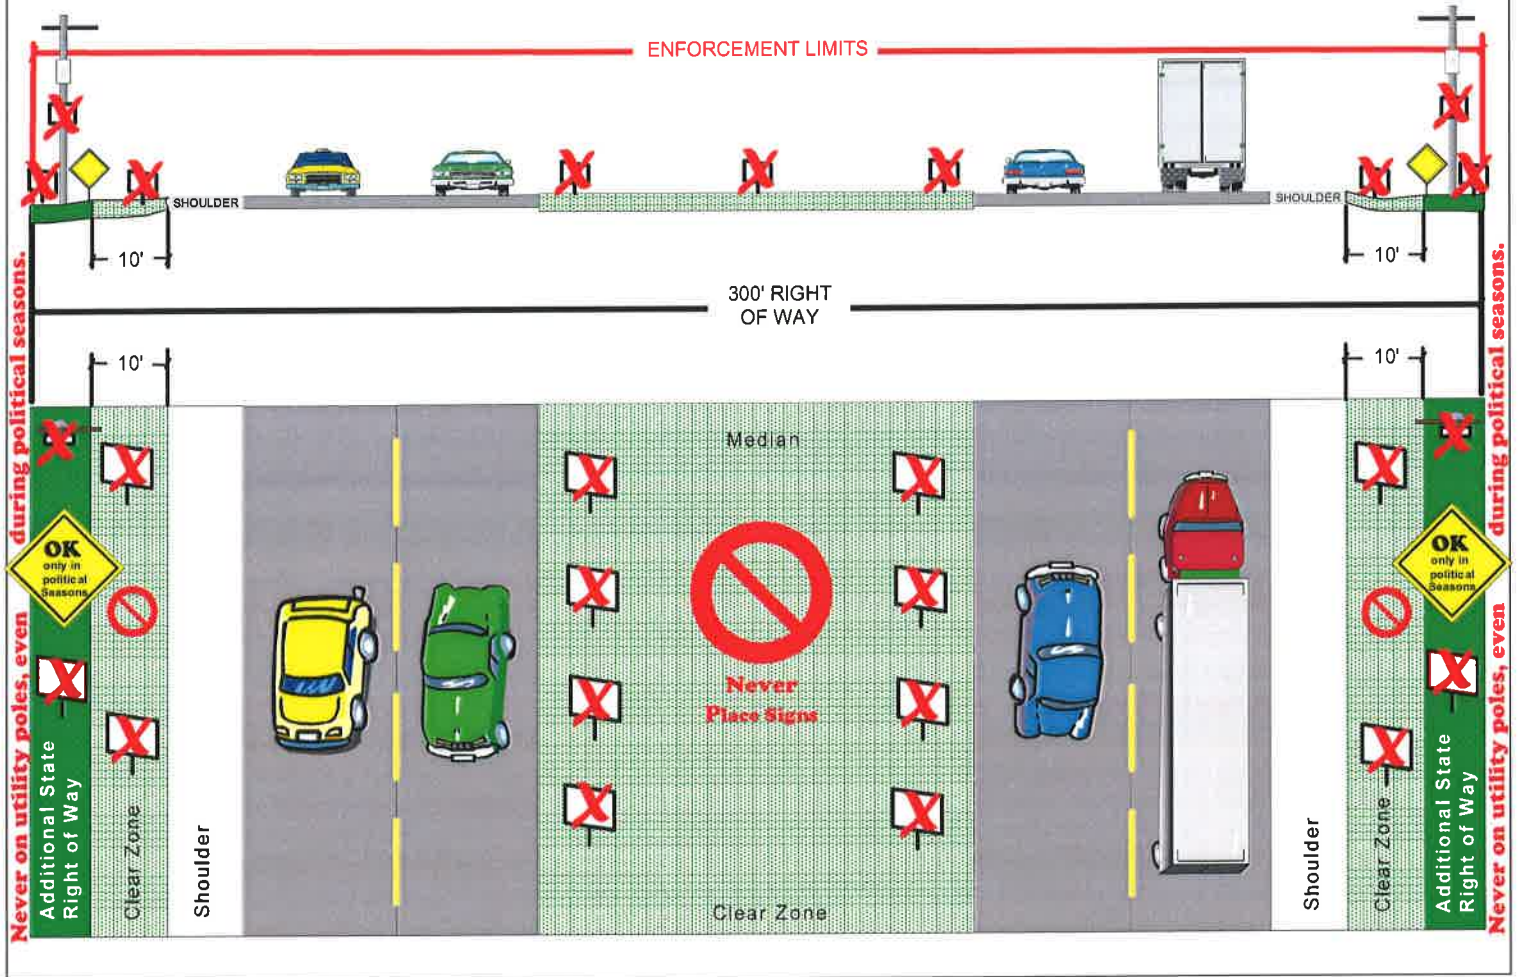 ENFORCEMENT LIMITS
SHOULDER
SHOULDER
10'
10'
300' RIGHT
OF WAY
10'
10'
Never on utility poles, even during political seasons.
Never on utility poles, even during political seasons.
Median
OK
only in
political
Seasons
OK
only in
political
Seasons
Never
Place Signs
Additional State
Right of Way
Clear Zone
Shoulder
Clear Zone
Shoulder
Clear Zone
Additional State
Right of Way